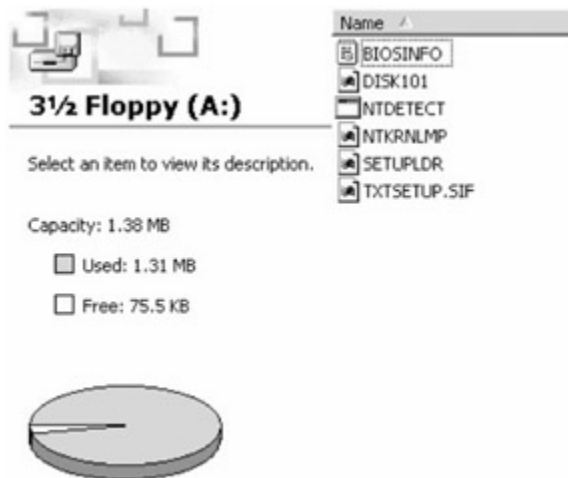 3½ Floppy (A:)
Select an item to view its description.
Capacity: 1.38 MB
Used: 1.31 MB
Free: 75.5 KB
Name
BIOSINFO
DISK101
NTDETECT
NTKRNLMP
SETUPLDR
TXTSETUP.SIF